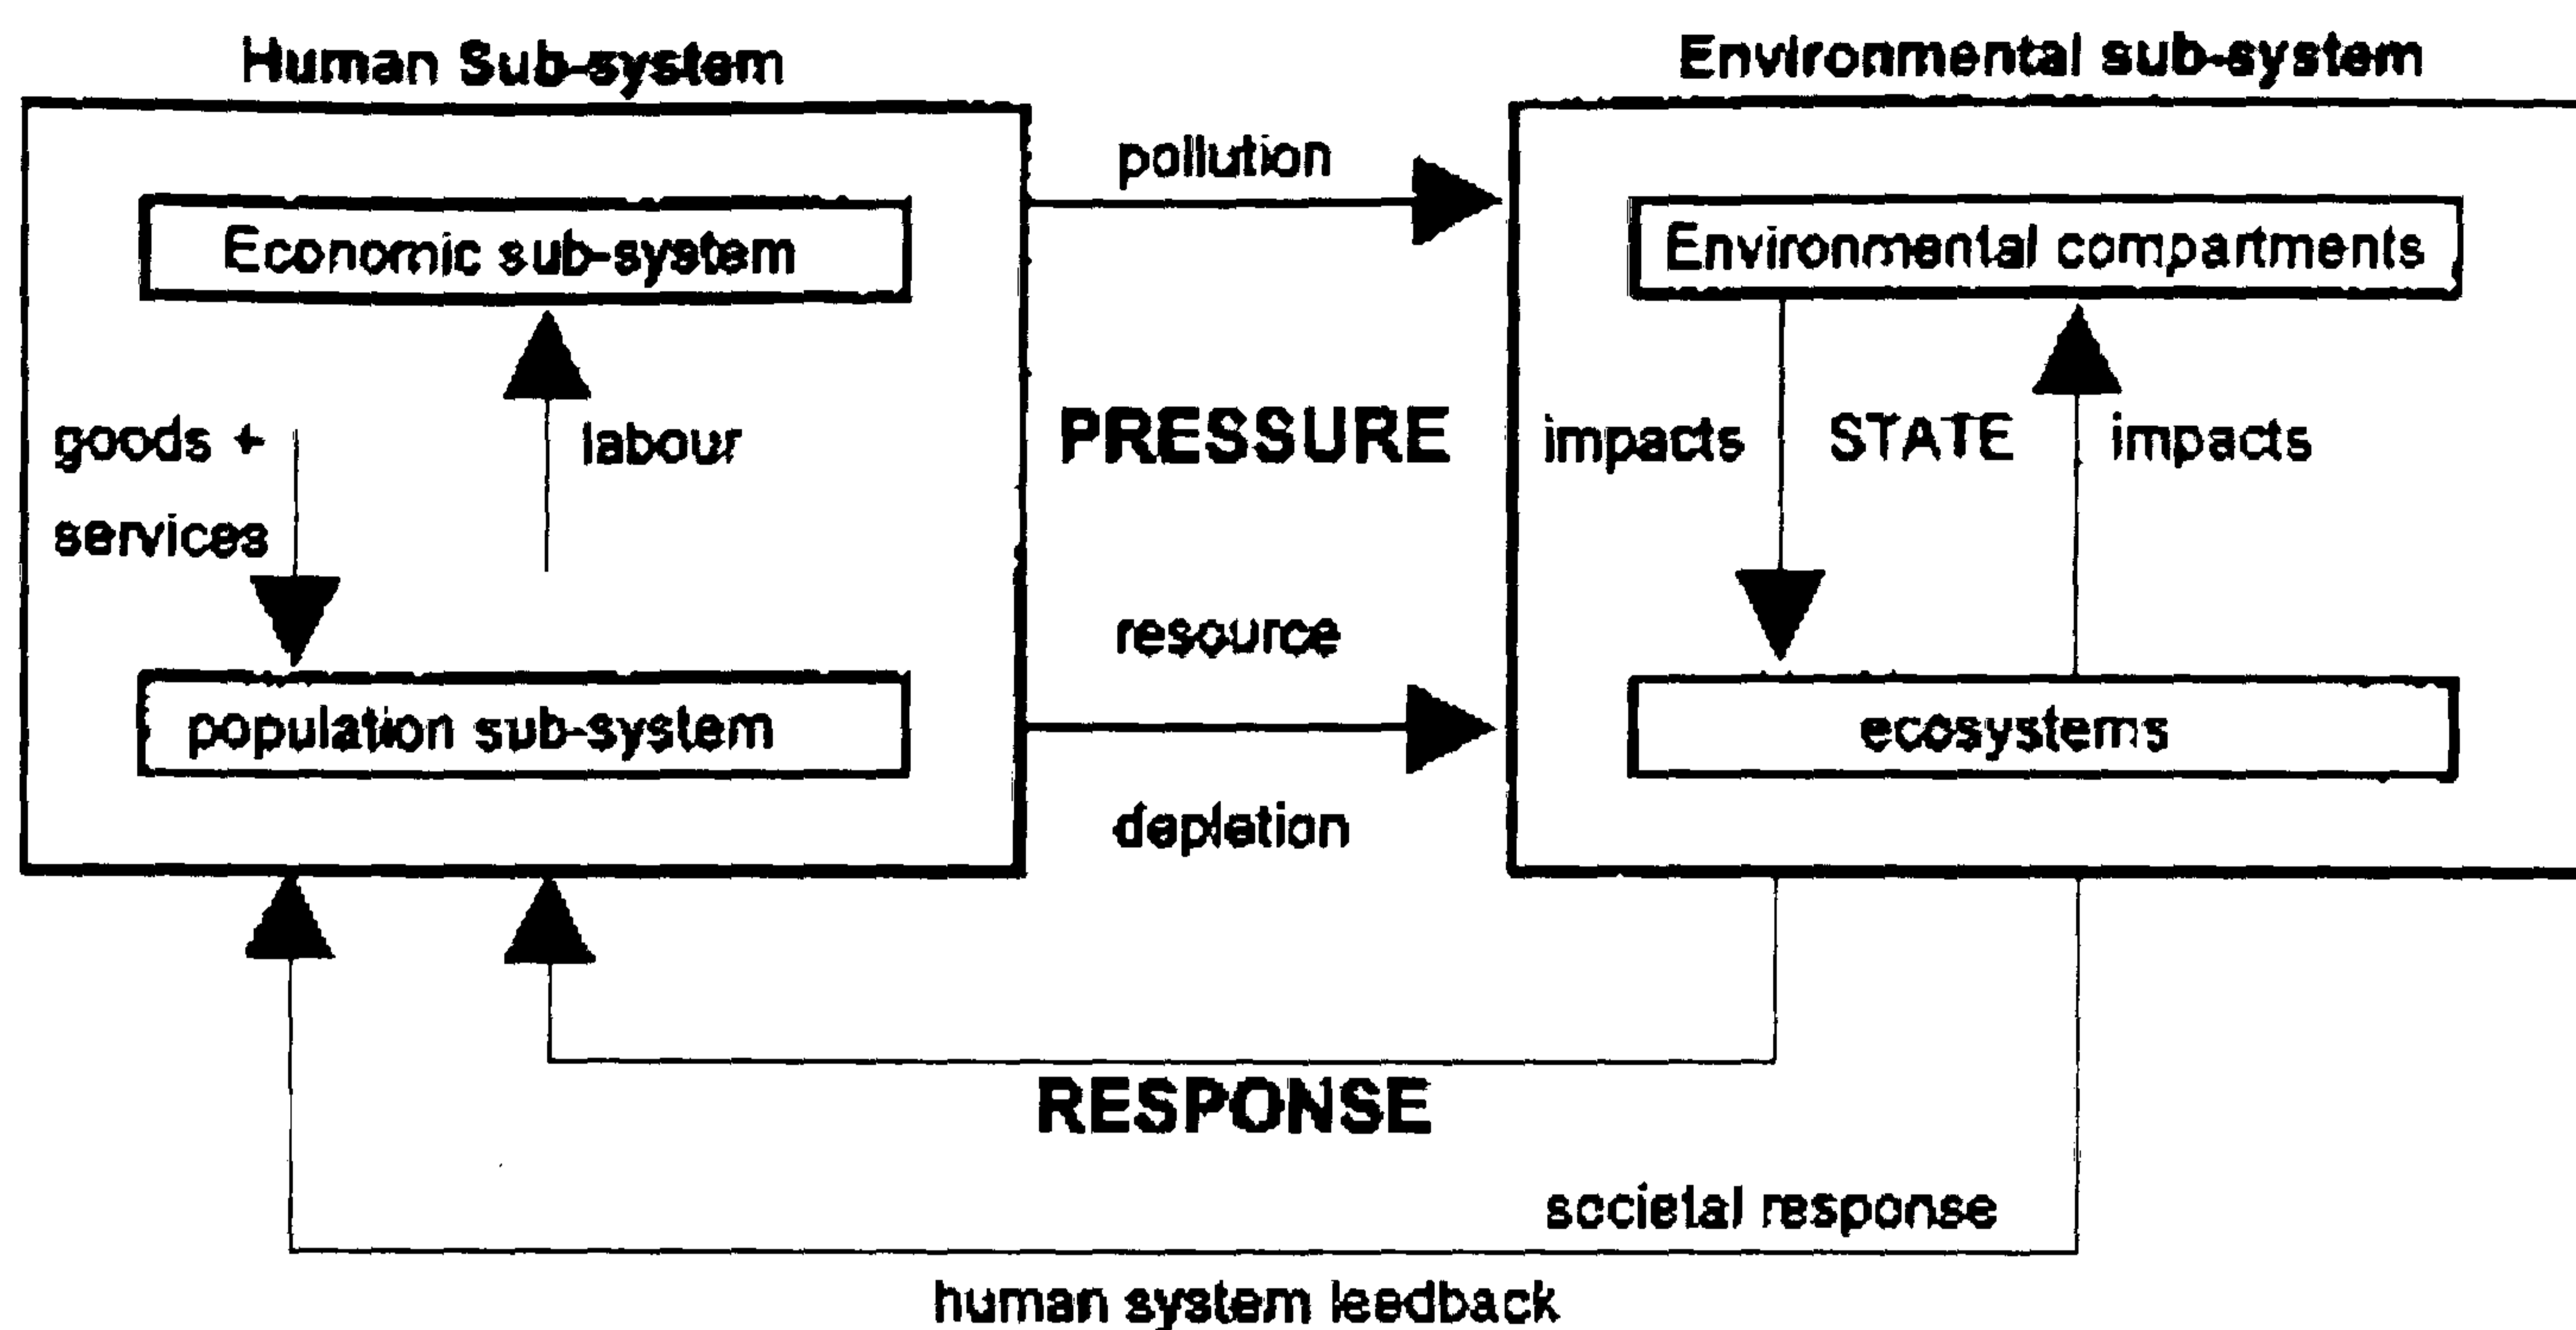 Human Sub-system
Environmental sub-system
pollution
Economic sub-system
Environmental compartments
goods +
services
labour
PRESSURE
impacts
STATE
impacts
resource
depletion
population sub-system
ecosystems
RESPONSE
societal response
human system feedback